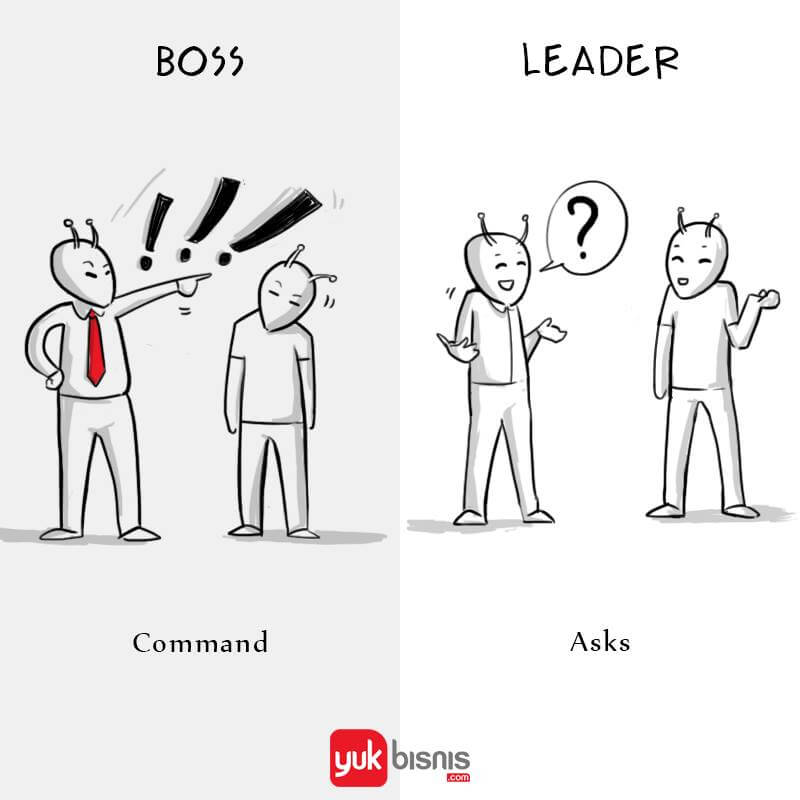 BOSS
LEADER
!!!
?
Command
Asks
yuk bisnis
.com